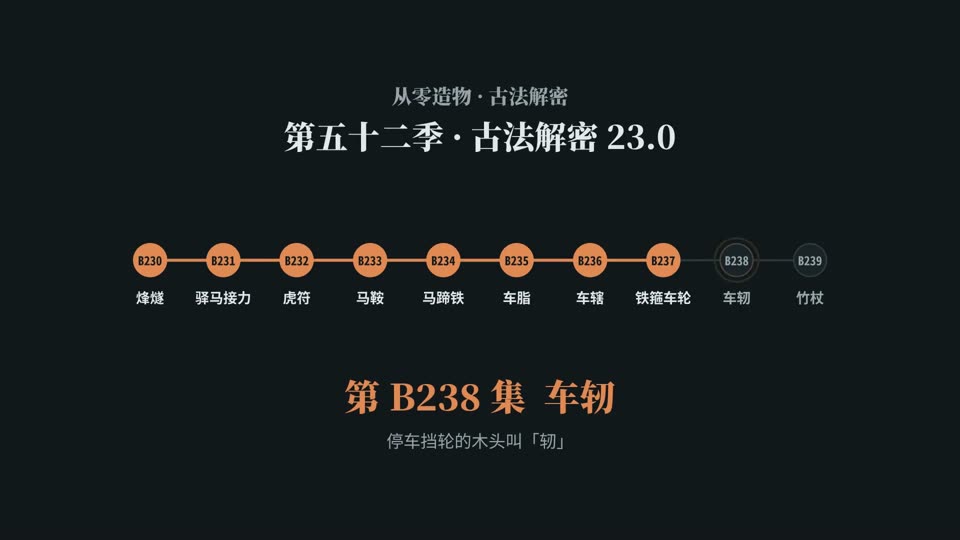 从零造物·古法解密
第五十二季·古法解密 23.0
B230 B231 B232 B233 B234 B235 B236 B237 B238 B239
烽燧 驿马接力 虎符 马鞍 马蹄铁 车脂 车辖 铁箍车轮 车轫 竹杖
第 B238 集 车轫
停车挡轮的木头叫「轫」